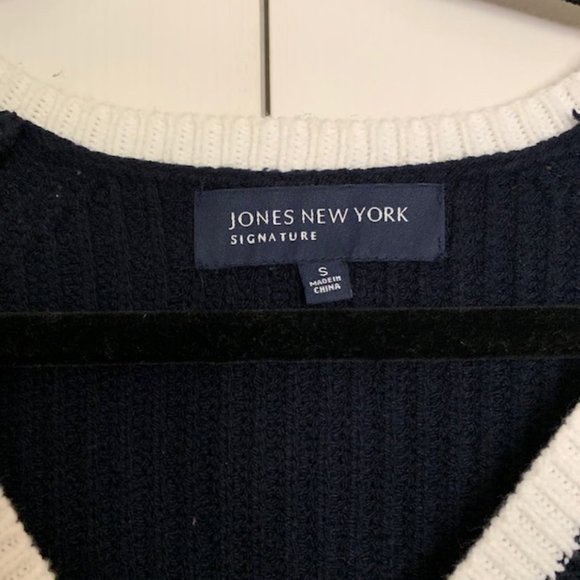 JONES NEW YORK
SIGNATURE
S
MADE IN
CHINA